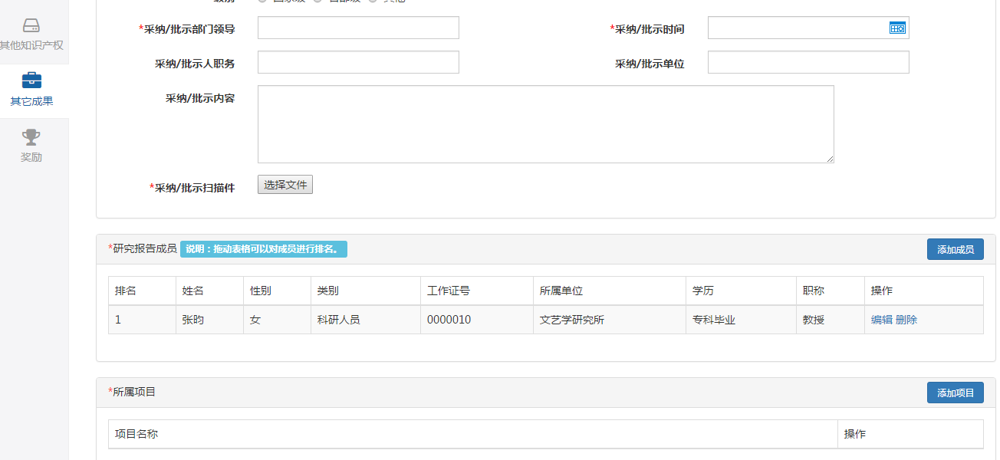 其他知识产权
其它成果
奖励
*采纳/批示部门领导
*采纳/批示时间
采纳/批示人职务
采纳/批示单位
采纳/批示内容
*采纳/批示扫描件
选择文件
*研究报告成员 说明：拖动表格可以对成员进行排名。
添加成员
排名 姓名 性别 类别 工作证号 所属单位 学历 职称 操作
1 张昀 女 科研人员 0000010 文艺学研究所 专科毕业 教授 编辑 删除
*所属项目
添加项目
项目名称 操作